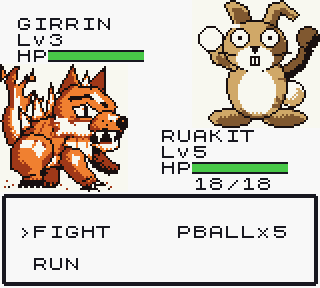 GIRRIN
Lv3
HP
RUAKIT
Lv5
HP
18/18
>FIGHT PBALLx5
RUN